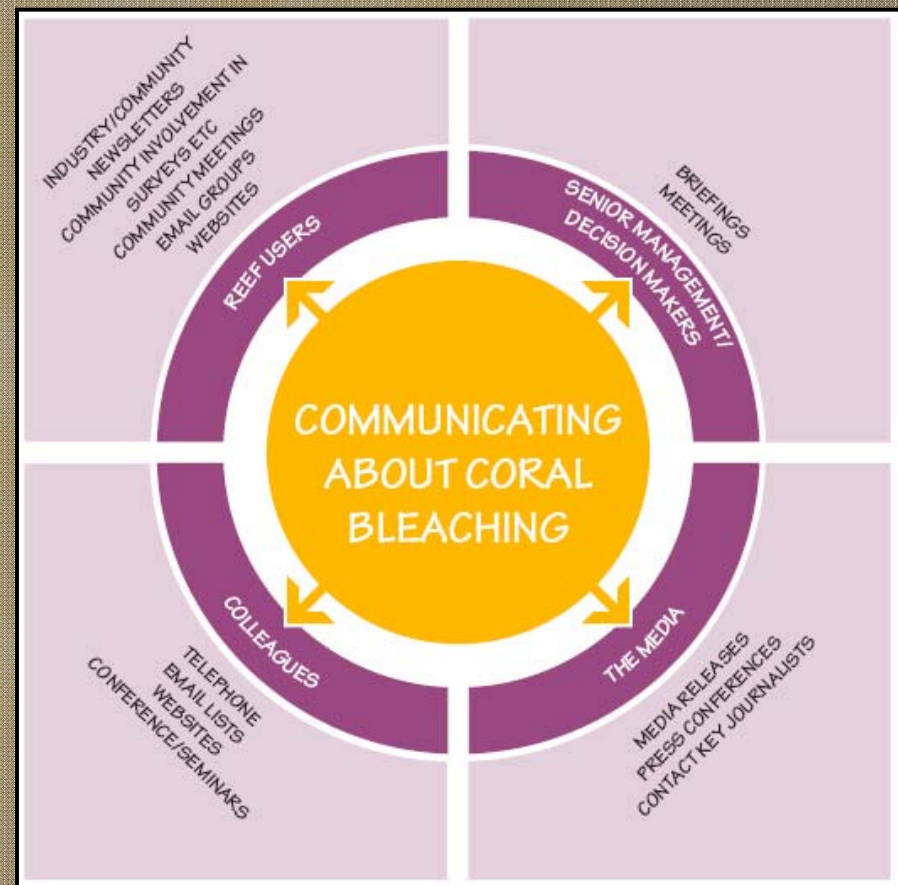 INDUSTRY/COMMUNITY
NEWSLETTERS
COMMUNITY INVOLVEMENT IN
SURVEYS ETC
COMMUNITY MEETINGS
EMAIL GROUPS
WEBSITES
REEF USERS
BRIEFINGS
MEETINGS
SENIOR MANAGEMENT/
DECISION MAKERS
COMMUNICATING
ABOUT CORAL
BLEACHING
COLLEAGUES
TELEPHONE
EMAIL LISTS
WEBSITES
CONFERENCE/SEMINARS
THE MEDIA
MEDIA RELEASES
PRESS CONFERENCES
CONTACT KEY JOURNALISTS